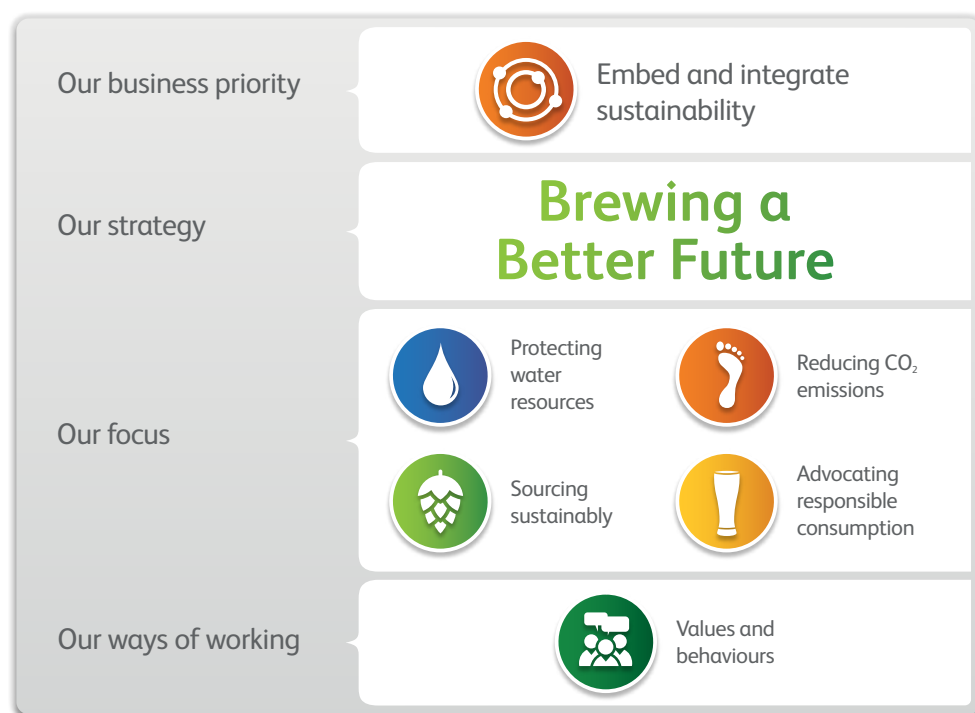 Our business priority
Embed and integrate
sustainability
Our strategy
Brewing a
Better Future
Our focus
Protecting
water
resources
Reducing CO₂
emissions
Sourcing
sustainably
Advocating
responsible
consumption
Our ways of working
Values and
behaviours